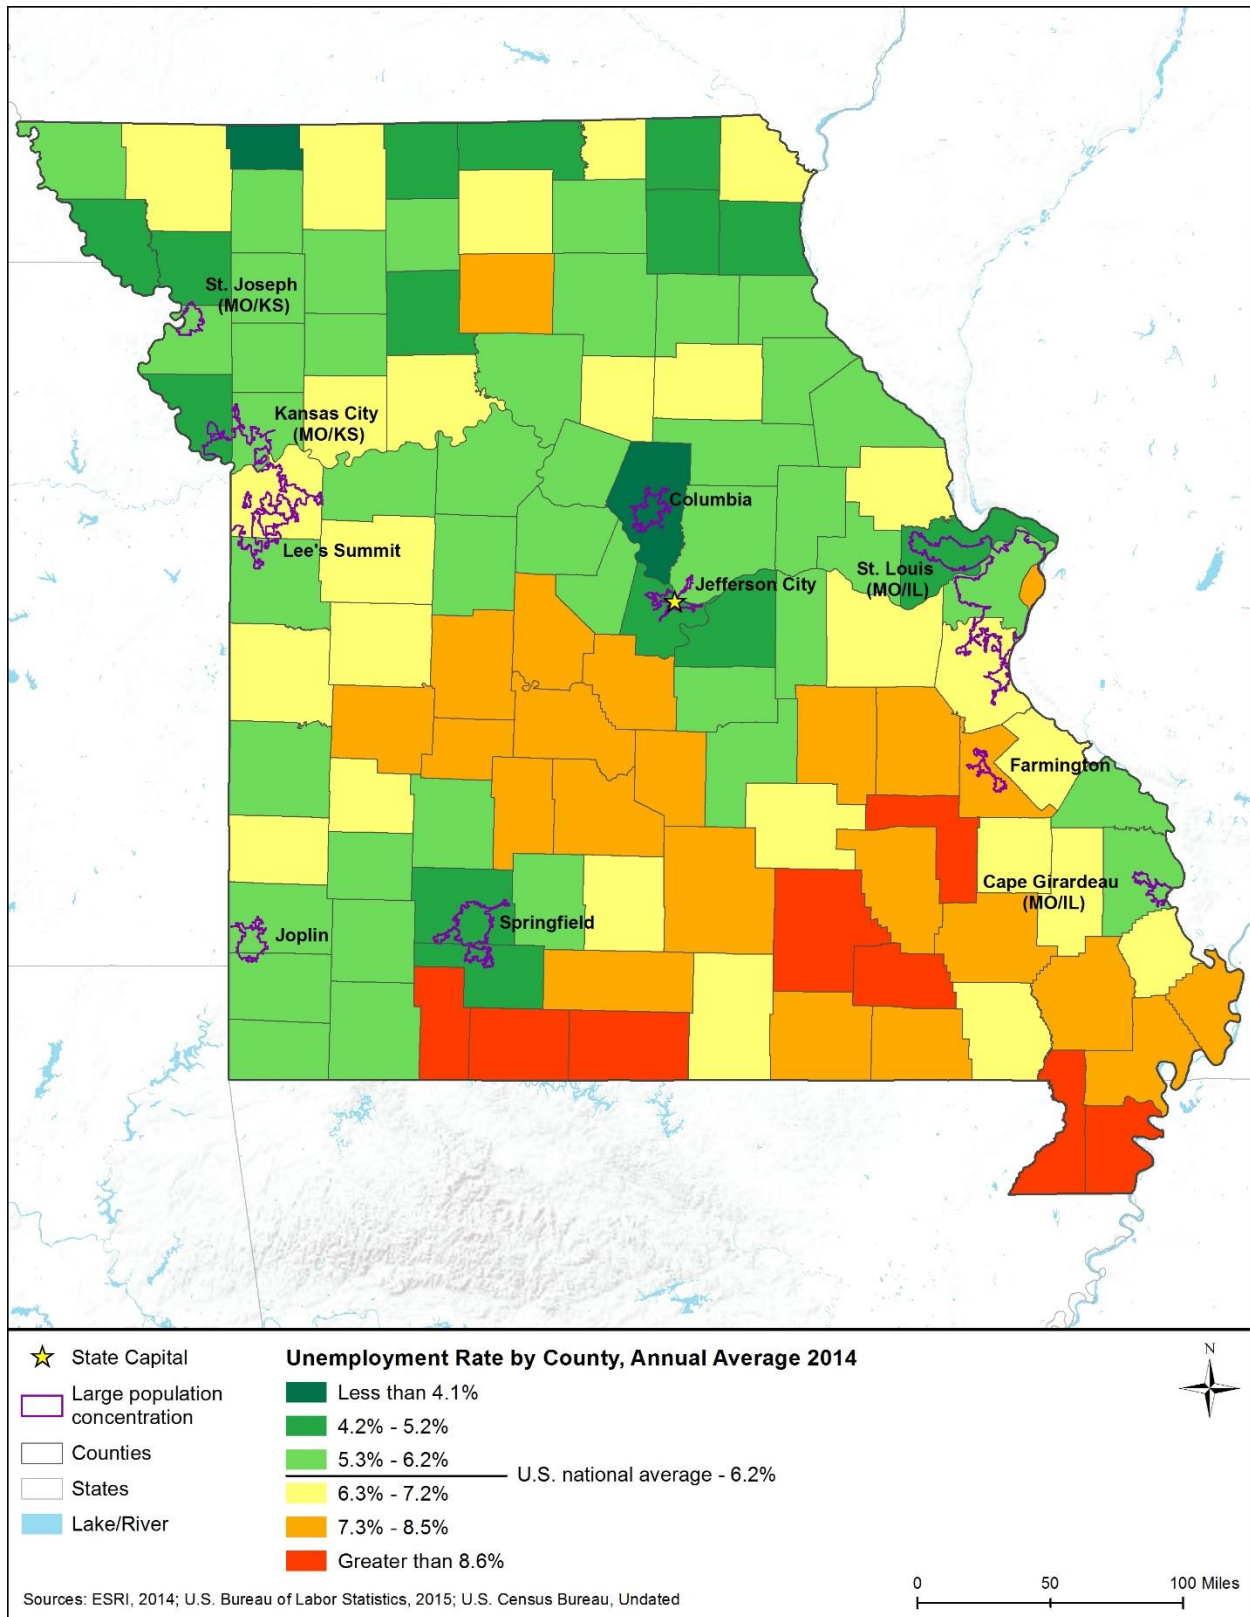 St. Joseph
(MO/KS)
Kansas City
(MO/KS)
Columbia
Lee's Summit
Jefferson City
St. Louis
(MO/IL)
Farmington
Cape Girardeau
(MO/IL)
Springfield
Joplin
State Capital
Large population
concentration
Counties
States
Lake/River
Unemployment Rate by County, Annual Average 2014
Less than 4.1%
4.2% - 5.2%
5.3% - 6.2%
U.S. national average - 6.2%
6.3% - 7.2%
7.3% - 8.5%
Greater than 8.6%
N
Sources: ESRI, 2014; U.S. Bureau of Labor Statistics, 2015; U.S. Census Bureau, Undated
0 50 100 Miles